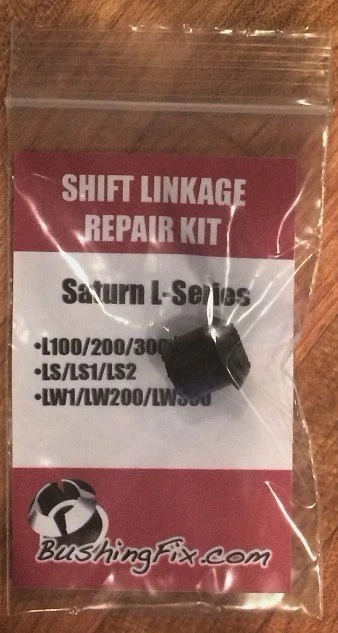 SHIFT LINKAGE
REPAIR KIT
Saturn L-Series
•L100/200/300
•LS/LS1/LS2
•LW1/LW200/LW300
BushingFix.com